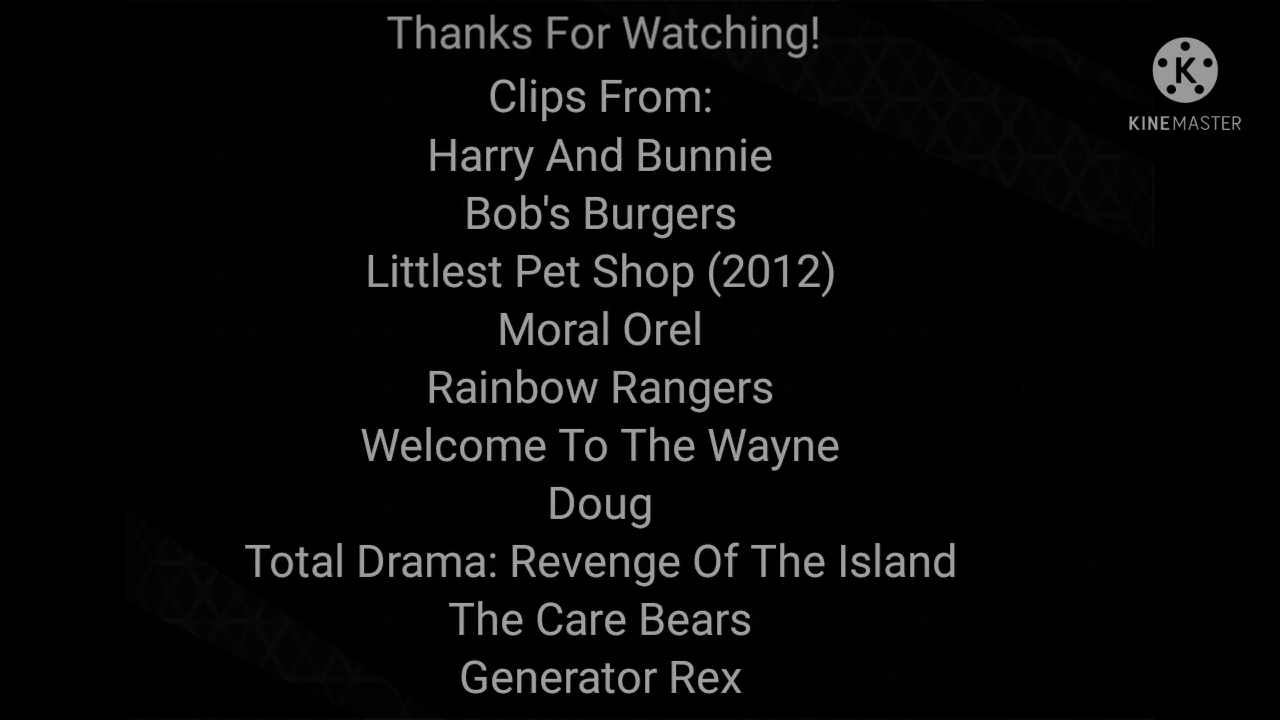 Thanks For Watching!
Clips From:
Harry And Bunnie
Bob's Burgers
Littlest Pet Shop (2012)
Moral Orel
Rainbow Rangers
Welcome To The Wayne
Doug
Total Drama: Revenge Of The Island
The Care Bears
Generator Rex
K
KINEMASTER